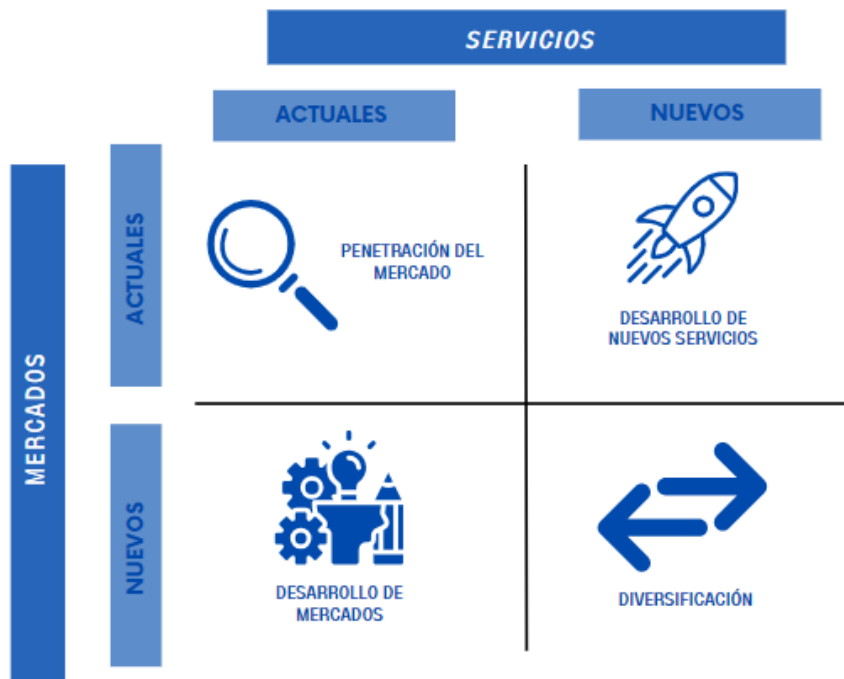 SERVICIOS
ACTUALES
NUEVOS
MERCADOS
ACTUALES
PENETRACIÓN DEL
MERCADO
DESARROLLO DE
NUEVOS SERVICIOS
NUEVOS
DESARROLLO DE
MERCADOS
DIVERSIFICACIÓN